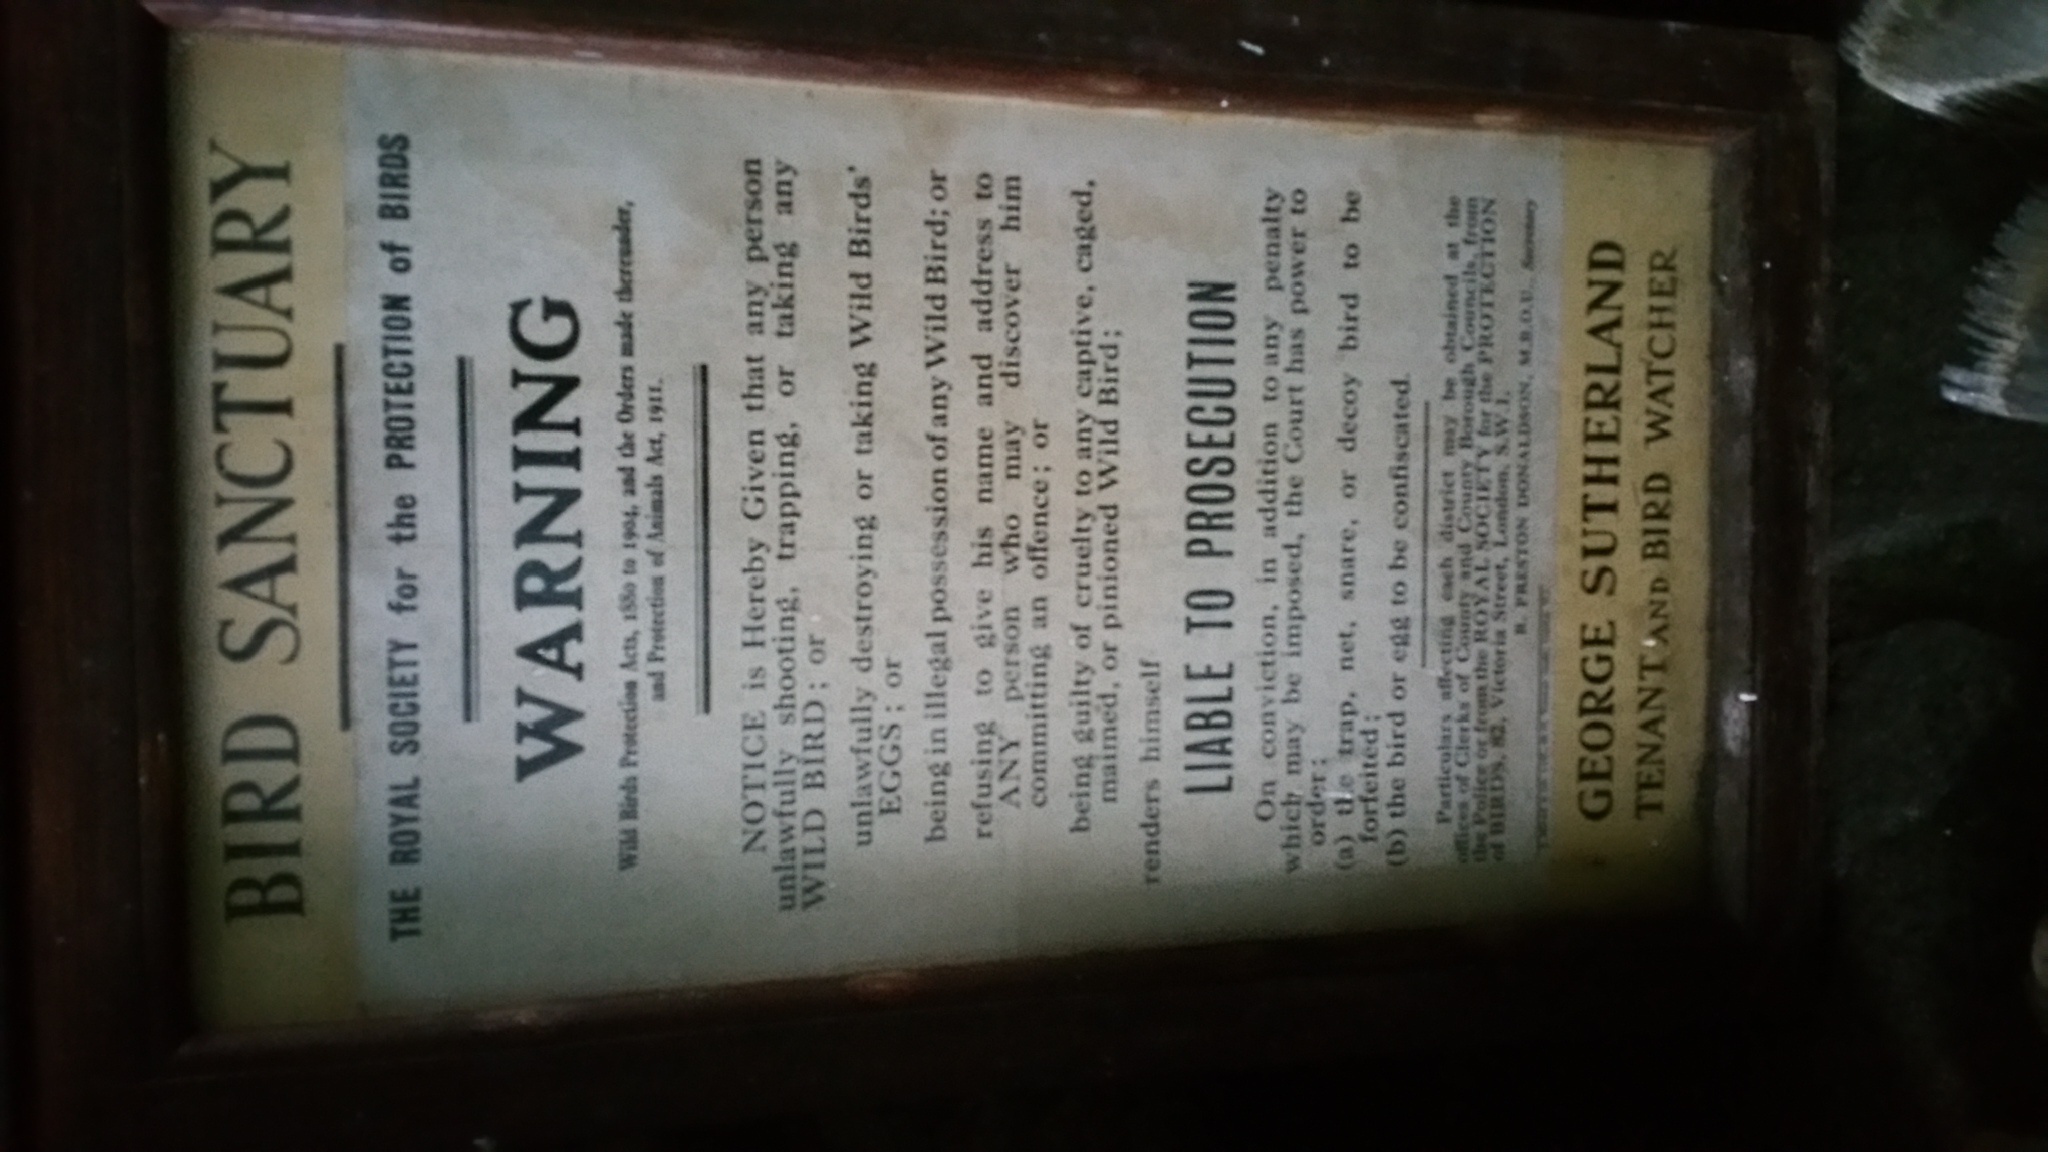 BIRD SANCTUARY
THE ROYAL SOCIETY for the PROTECTION of BIRDS
WARNING
Wild Birds Protection Acts, 1880 to 1904, and the Orders made thereunder,
and Protection of Animals Act, 1911.
NOTICE is Hereby Given that any person
unlawfully shooting, trapping, or taking any
WILD BIRD; or
unlawfully destroying or taking Wild Birds'
EGGS; or
being in illegal possession of any Wild Bird; or
refusing to give his name and address to
ANY person who may discover him
committing an offence; or
being guilty of cruelty to any captive, caged,
maimed, or pinioned Wild Bird;
renders himself
LIABLE TO PROSECUTION
On conviction, in addition to any penalty
which may be imposed, the Court has power to
order:
(a) the trap, net, snare, or decoy bird to be
forfeited;
(b) the bird or egg to be confiscated.
Particulars affecting each district may be obtained at the
offices of Clerks of County and County Borough Councils, from
the Police or from the ROYAL SOCIETY for the PROTECTION
of BIRDS, 82, Victoria Street, London, S.W.1.
PRESTON DONALDSON, M.B.O.U., Secretary
GEORGE SUTHERLAND
TENANT AND BIRD WATCHER